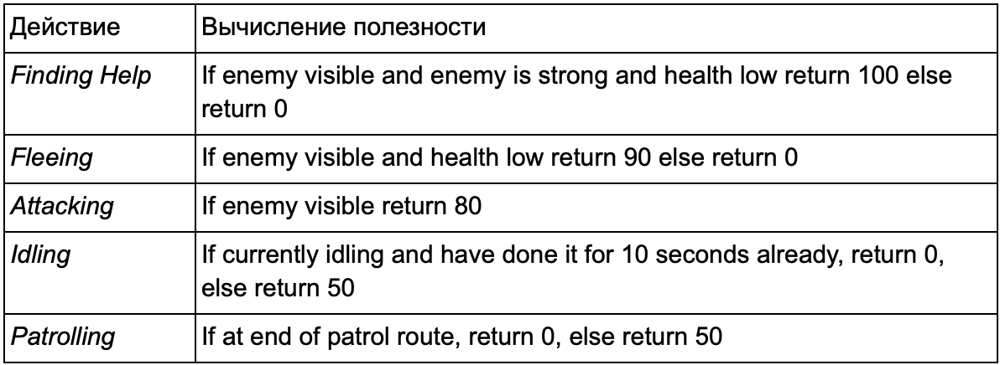 Действие
Вычисление полезности
Finding Help
If enemy visible and enemy is strong and health low return 100 else
return 0
Fleeing
If enemy visible and health low return 90 else return 0
Attacking
If enemy visible return 80
Idling
If currently idling and have done it for 10 seconds already, return 0,
else return 50
Patrolling
If at end of patrol route, return 0, else return 50